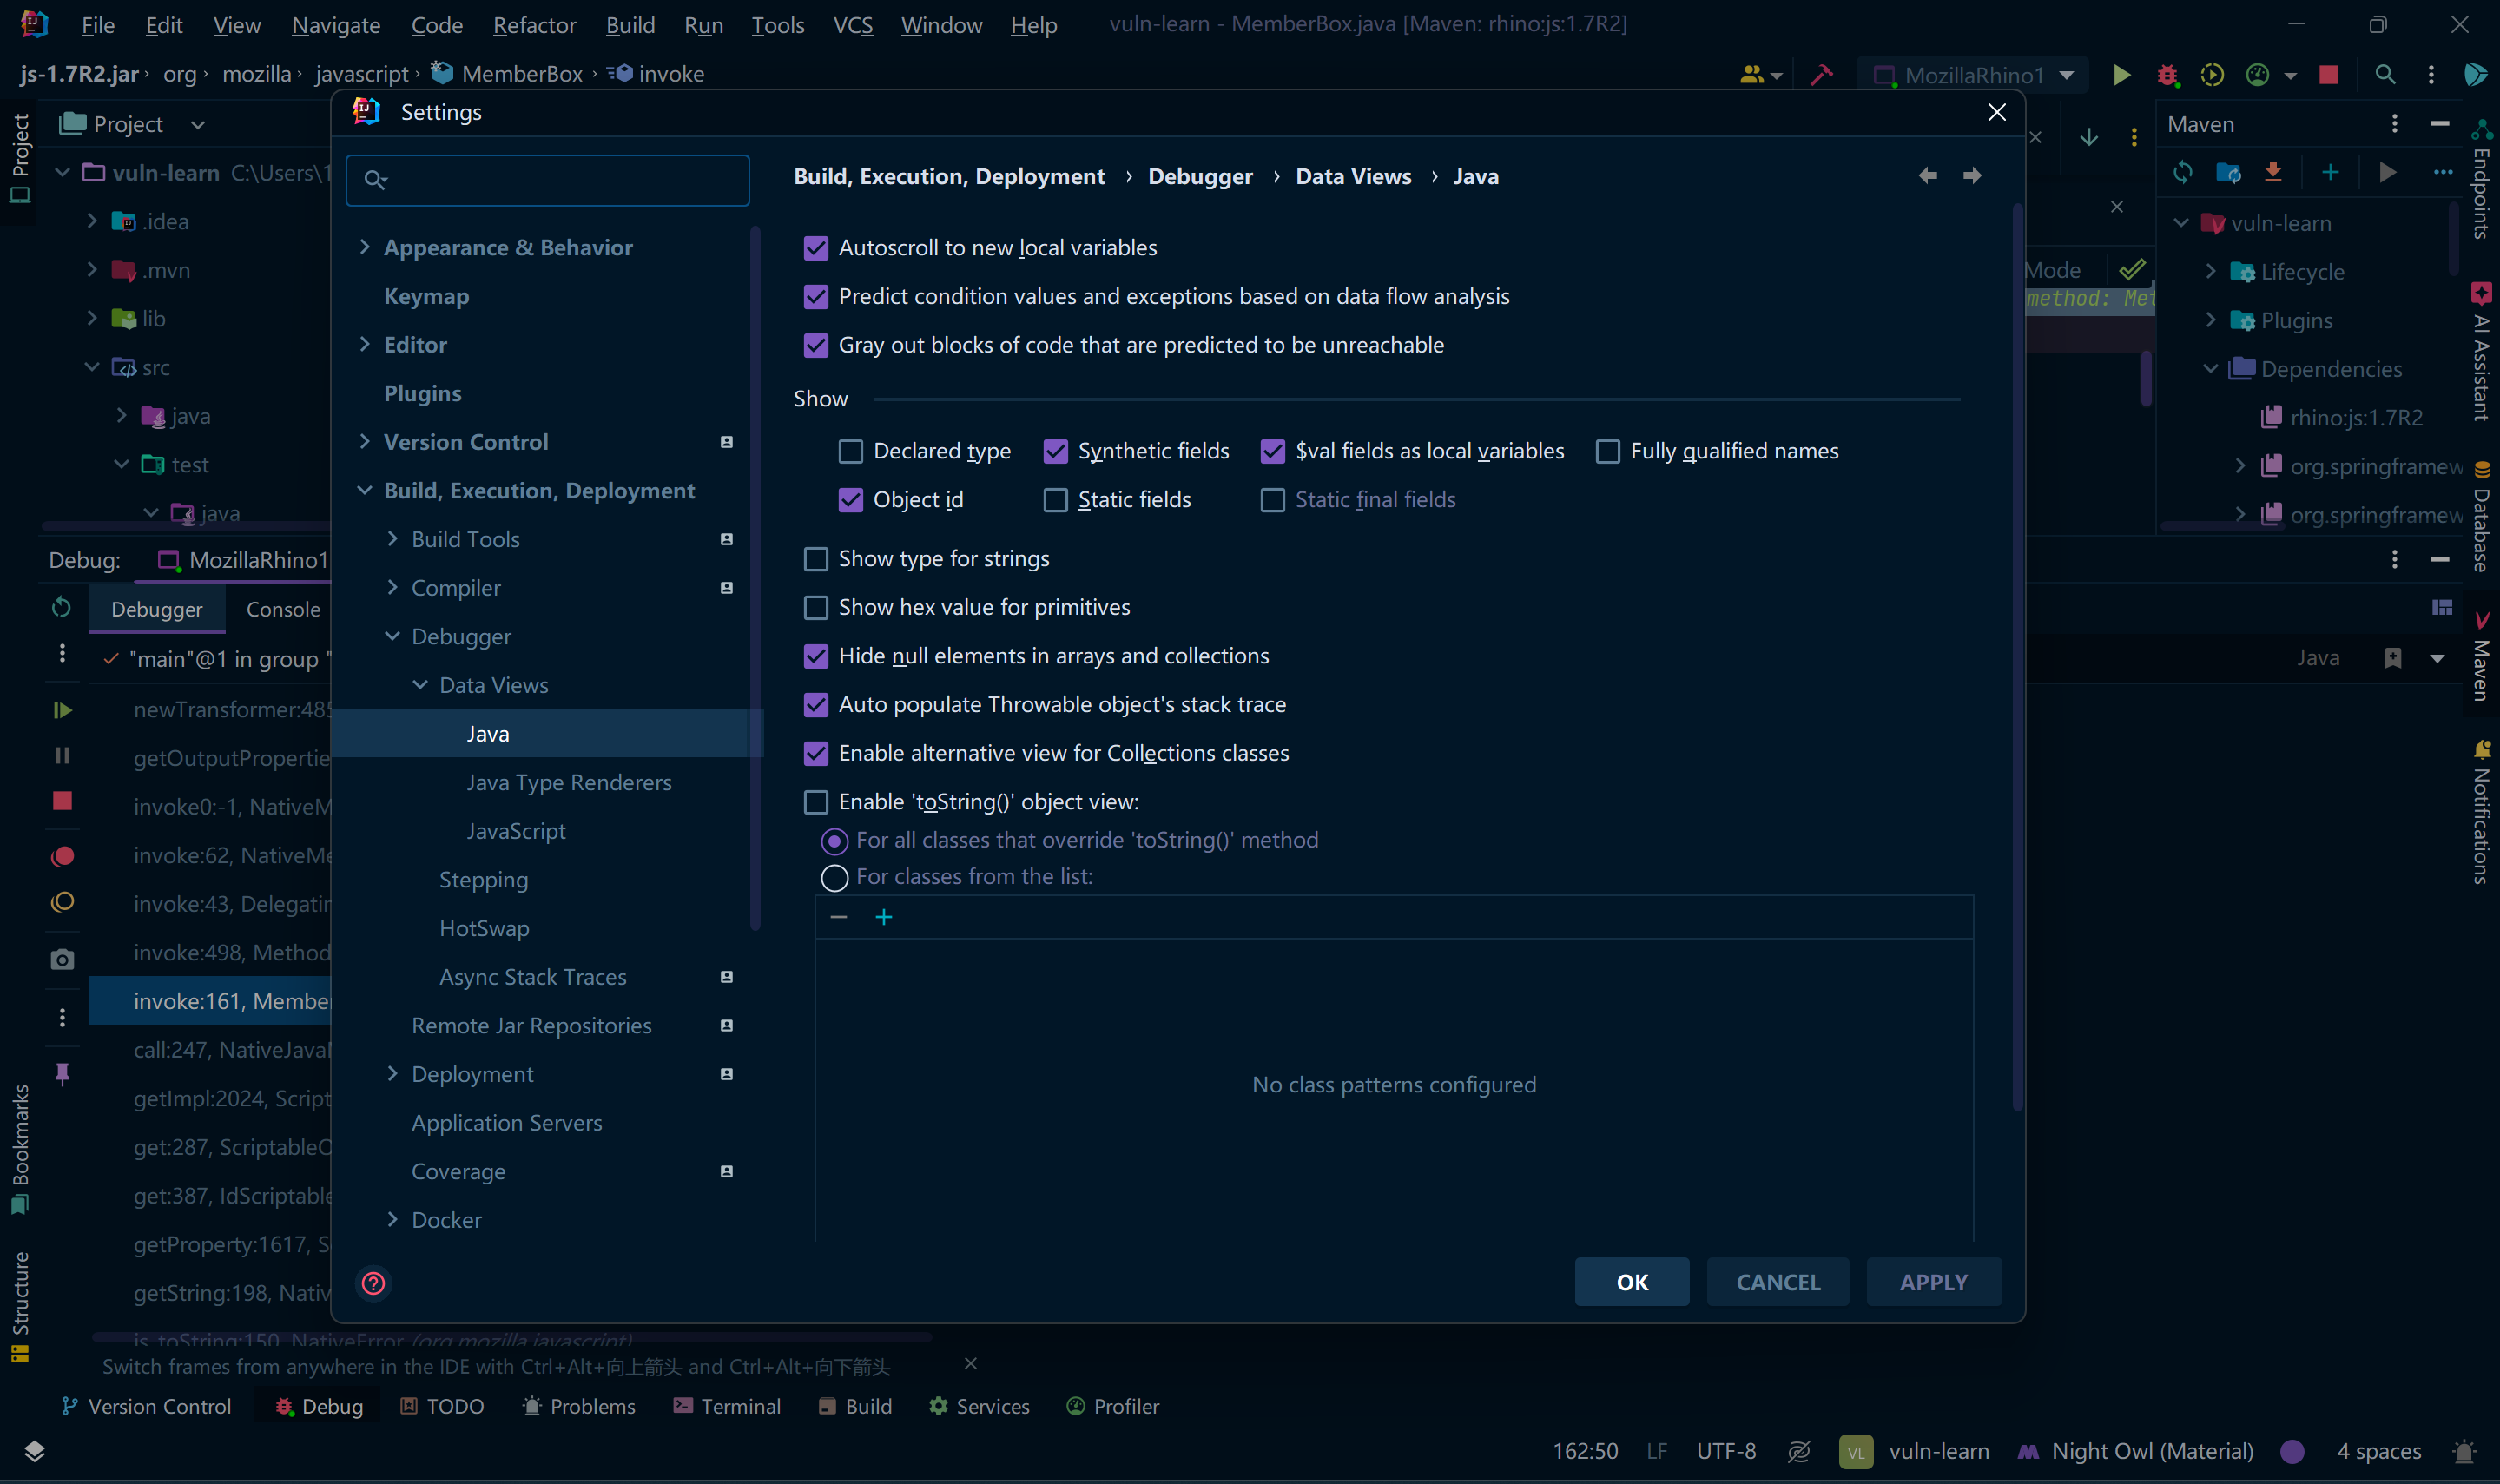 File Edit View Navigate Code Refactor Build Run Tools VCS Window Help vuln-learn - MemberBox.java [Maven: rhino:js:1.7R2]
js-1.7R2.jar › org › mozilla › javascript › MemberBox › invoke
MozillaRhino1
Project
Project
vuln-learn C:\Users\1
.idea
.mvn
lib
src
java
test
java
Settings
Appearance & Behavior
Keymap
Editor
Plugins
Version Control
Build, Execution, Deployment
Build Tools
Compiler
Debugger
Data Views
Java
Java Type Renderers
JavaScript
Stepping
HotSwap
Async Stack Traces
Remote Jar Repositories
Deployment
Application Servers
Coverage
Docker
Build, Execution, Deployment › Debugger › Data Views › Java
Autoscroll to new local variables
Predict condition values and exceptions based on data flow analysis
Gray out blocks of code that are predicted to be unreachable
Show
Declared type Synthetic fields $val fields as local variables Fully qualified names
Object id Static fields Static final fields
Show type for strings
Show hex value for primitives
Hide null elements in arrays and collections
Auto populate Throwable object's stack trace
Enable alternative view for Collections classes
Enable 'toString()' object view:
For all classes that override 'toString()' method
For classes from the list:
No class patterns configured
OK CANCEL APPLY
Maven
vuln-learn
Lifecycle
Plugins
Dependencies
rhino:js:1.7R2
org.springframew
org.springframew
Mode
method: Met
Java
Endpoints
AI Assistant
Database
Maven
Notifications
Debug: MozillaRhino1
Debugger Console
"main"@1 in group "
newTransformer:485
getOutputPropertie
invoke0:-1, NativeM
invoke:62, NativeMe
invoke:43, Delegatin
invoke:498, Method
invoke:161, Member
call:247, NativeJavaM
getImpl:2024, Script
get:287, ScriptableO
get:387, IdScriptable
getProperty:1617, S
getString:198, Nativ
js_toString:150, NativeError (org.mozilla.javascript)
Switch frames from anywhere in the IDE with Ctrl+Alt+向上箭头 and Ctrl+Alt+向下箭头
Bookmarks
Structure
Version Control Debug TODO Problems Terminal Build Services Profiler
162:50 LF UTF-8 VL vuln-learn Night Owl (Material) 4 spaces